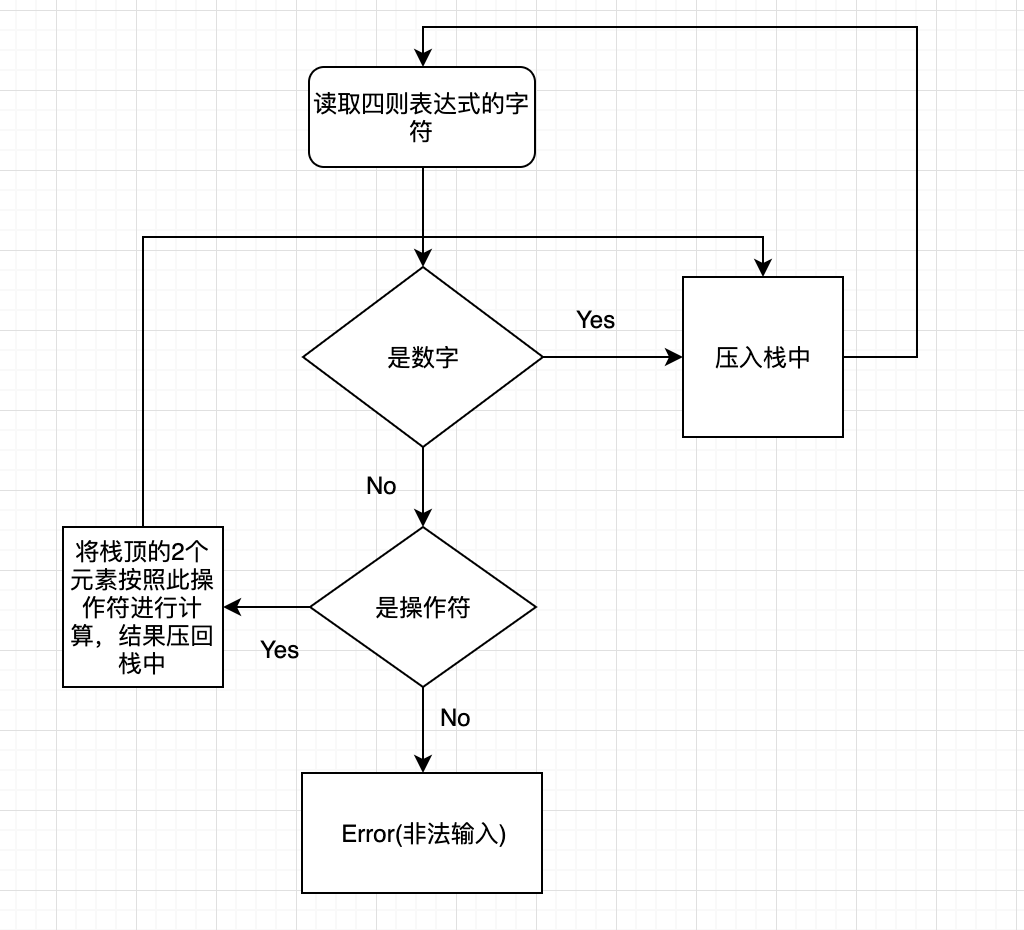 读取四则表达式的字
符
是数字
Yes
压入栈中
No
将栈顶的2个
元素按照此操
作符进行计
算，结果压回
栈中
Yes
是操作符
No
Error(非法输入)